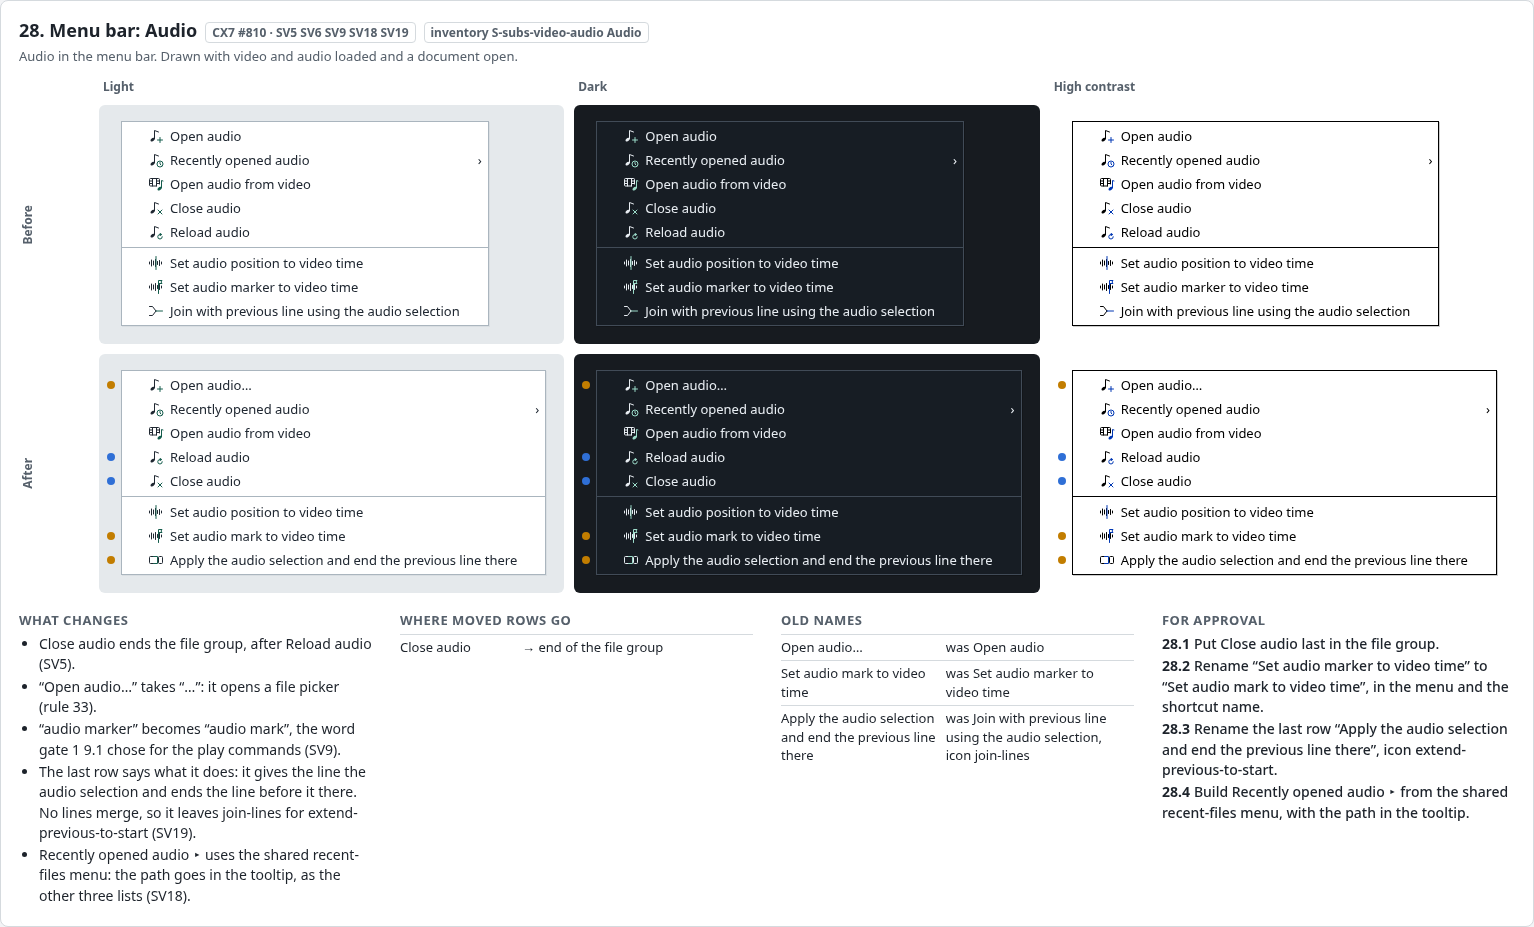 28. Menu bar: Audio
CX7 #810 · SV5 SV6 SV9 SV18 SV19
inventory S-subs-video-audio Audio
Audio in the menu bar. Drawn with video and audio loaded and a document open.
Light
Dark
High contrast
Before
Open audio
Recently opened audio ›
Open audio from video
Close audio
Reload audio
Set audio position to video time
Set audio marker to video time
Join with previous line using the audio selection
Open audio
Recently opened audio ›
Open audio from video
Close audio
Reload audio
Set audio position to video time
Set audio marker to video time
Join with previous line using the audio selection
Open audio
Recently opened audio ›
Open audio from video
Close audio
Reload audio
Set audio position to video time
Set audio marker to video time
Join with previous line using the audio selection
After
Open audio...
Recently opened audio ›
Open audio from video
Reload audio
Close audio
Set audio position to video time
Set audio mark to video time
Apply the audio selection and end the previous line there
Open audio...
Recently opened audio ›
Open audio from video
Reload audio
Close audio
Set audio position to video time
Set audio mark to video time
Apply the audio selection and end the previous line there
Open audio...
Recently opened audio ›
Open audio from video
Reload audio
Close audio
Set audio position to video time
Set audio mark to video time
Apply the audio selection and end the previous line there
WHAT CHANGES
• Close audio ends the file group, after Reload audio
(SV5).
• “Open audio...” takes “...”: it opens a file picker
(rule 33).
• “audio marker” becomes “audio mark”, the word
gate 1 9.1 chose for the play commands (SV9).
• The last row says what it does: it gives the line the
audio selection and ends the line before it there.
No lines merge, so it leaves join-lines for extend-
previous-to-start (SV19).
• Recently opened audio ‣ uses the shared recent-
files menu: the path goes in the tooltip, as the
other three lists (SV18).
WHERE MOVED ROWS GO
Close audio → end of the file group
OLD NAMES
Open audio... was Open audio
Set audio mark to video was Set audio marker to
time video time
Apply the audio selection was Join with previous line
and end the previous line using the audio selection,
there icon join-lines
FOR APPROVAL
28.1 Put Close audio last in the file group.
28.2 Rename “Set audio marker to video time” to
“Set audio mark to video time”, in the menu and the
shortcut name.
28.3 Rename the last row “Apply the audio selection
and end the previous line there”, icon extend-
previous-to-start.
28.4 Build Recently opened audio ‣ from the shared
recent-files menu, with the path in the tooltip.